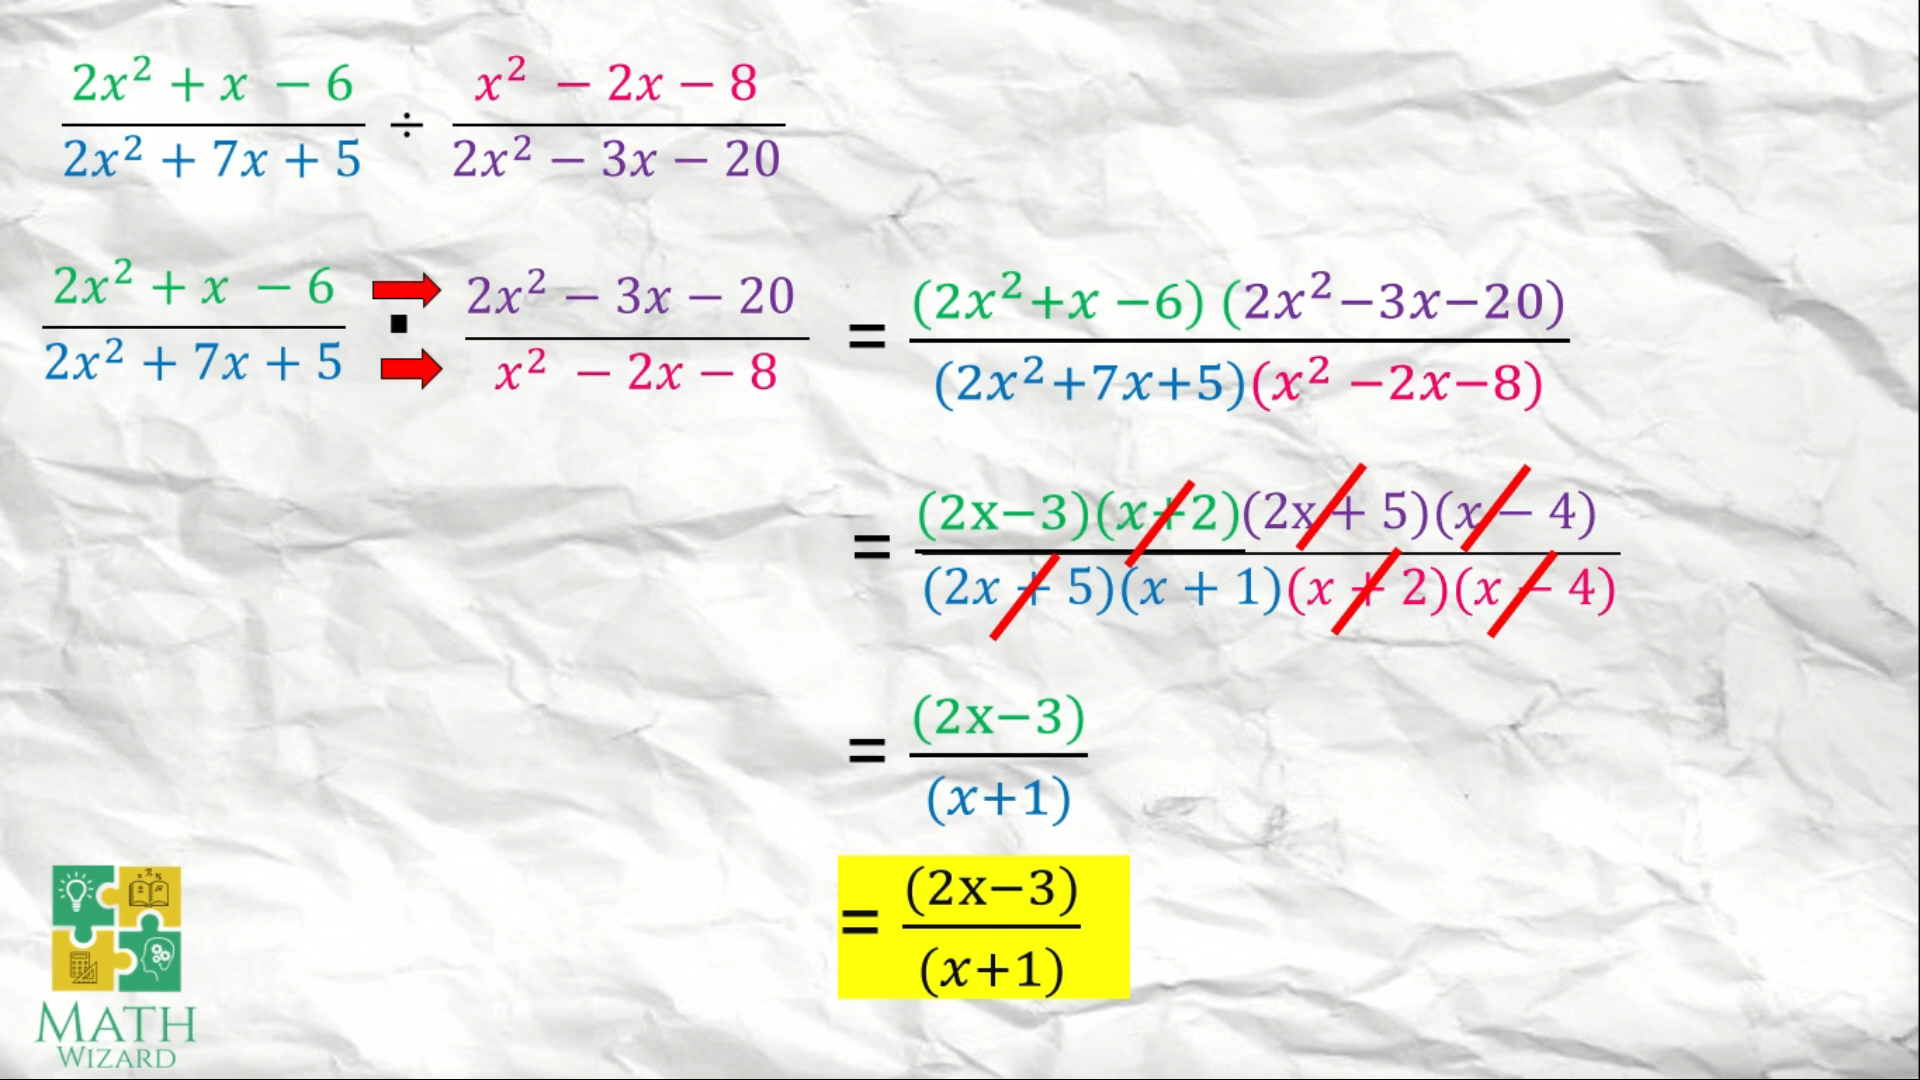 2x² + x − 6 / 2x² + 7x + 5 ÷ x² − 2x − 8 / 2x² − 3x − 20
2x² + x − 6 / 2x² + 7x + 5 ▪ 2x² − 3x − 20 / x² − 2x − 8 = (2x²+x −6) (2x²−3x−20) / (2x²+7x+5)(x² −2x−8)
= (2x−3)(x+2)(2x + 5)(x − 4) / (2x + 5)(x + 1)(x + 2)(x − 4)
= (2x−3) / (x+1)
= (2x−3) / (x+1)
MATH
WIZARD